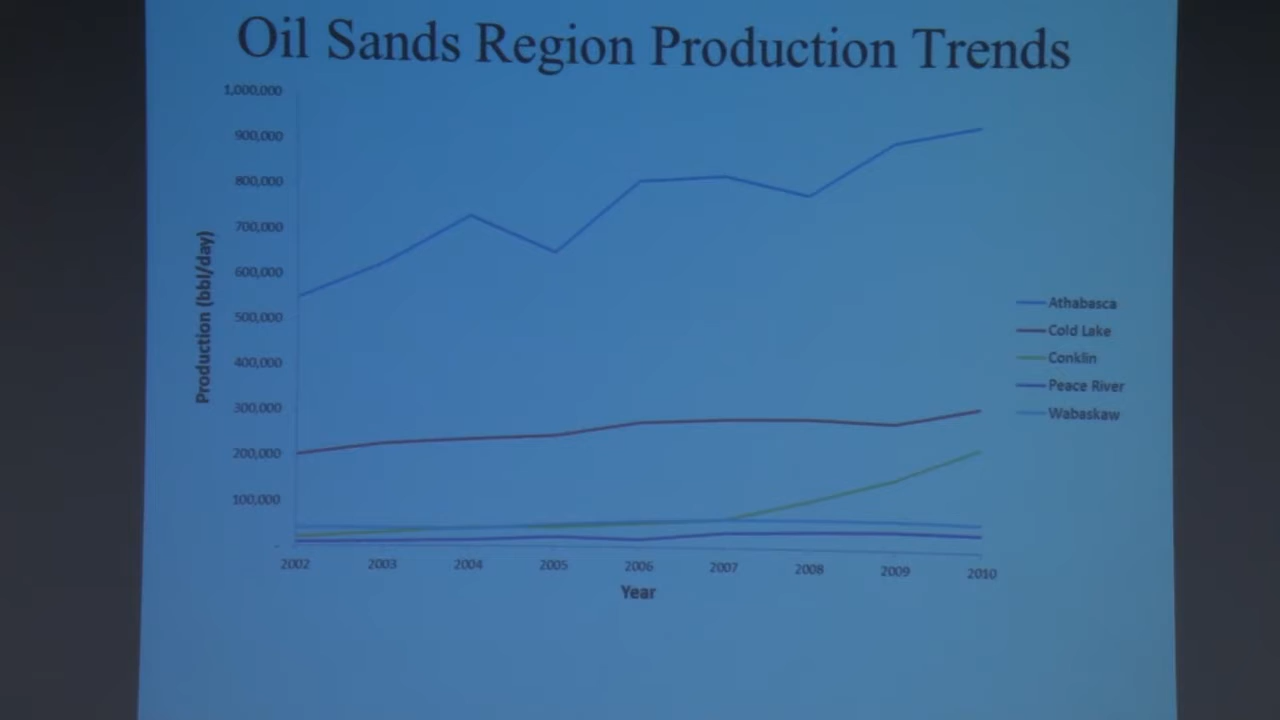 Oil Sands Region Production Trends
1,000,000
900,000
800,000
700,000
600,000
500,000
400,000
300,000
200,000
100,000
-
Production (bbl/day)
2002 2003 2004 2005 2006 2007 2008 2009 2010
Year
Athabasca
Cold Lake
Conklin
Peace River
Wabaskaw